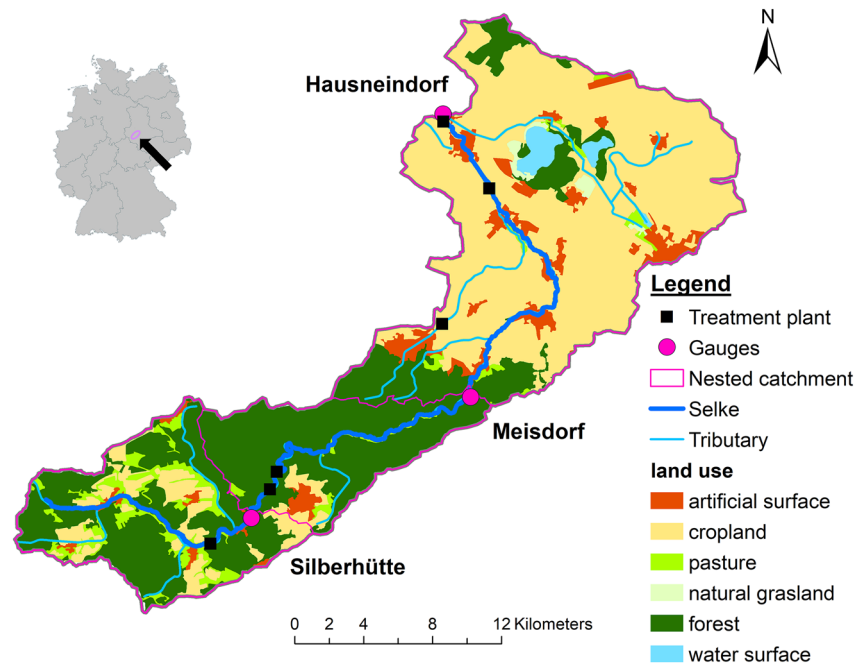 N
Hausneindorf
Legend
Treatment plant
Gauges
Nested catchment
Selke
Tributary
Meisdorf
land use
artificial surface
cropland
pasture
natural grasland
forest
water surface
Silberhütte
0 2 4 8 12 Kilometers